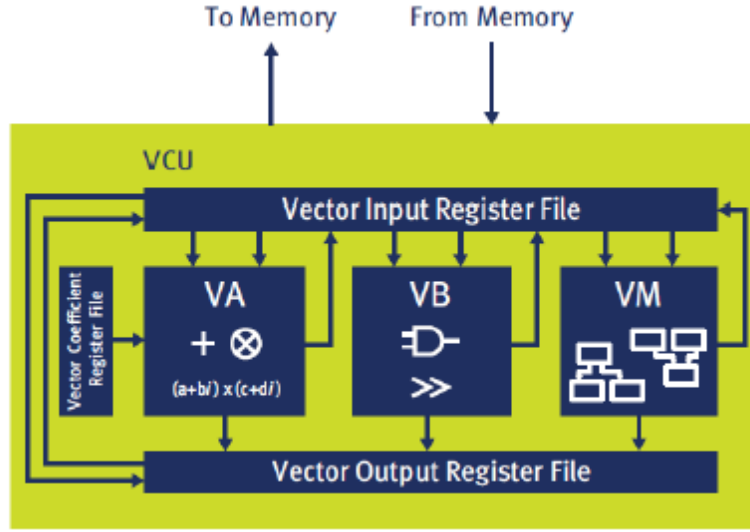 To Memory
From Memory
VCU
Vector Input Register File
Vector Coefficient
Register File
VA
+ ⊗
(a+bi) x (c+di)
VB
>>
VM
Vector Output Register File